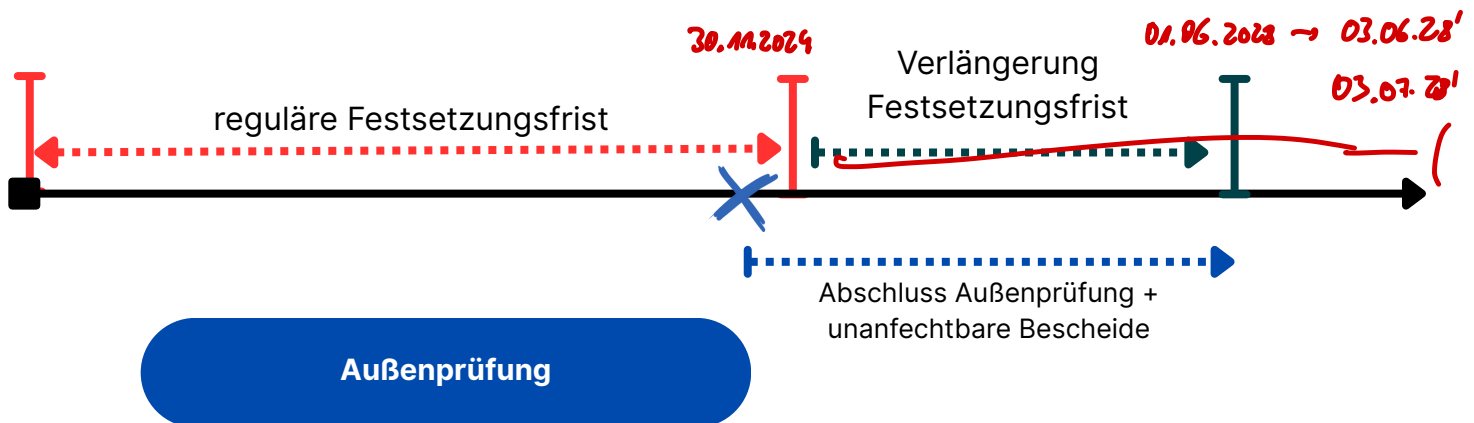 30.11.2024
01.06.2028 → 03.06.28'
03.07.28'
Verlängerung
Festsetzungsfrist
reguläre Festsetzungsfrist
Abschluss Außenprüfung +
unanfechtbare Bescheide
Außenprüfung